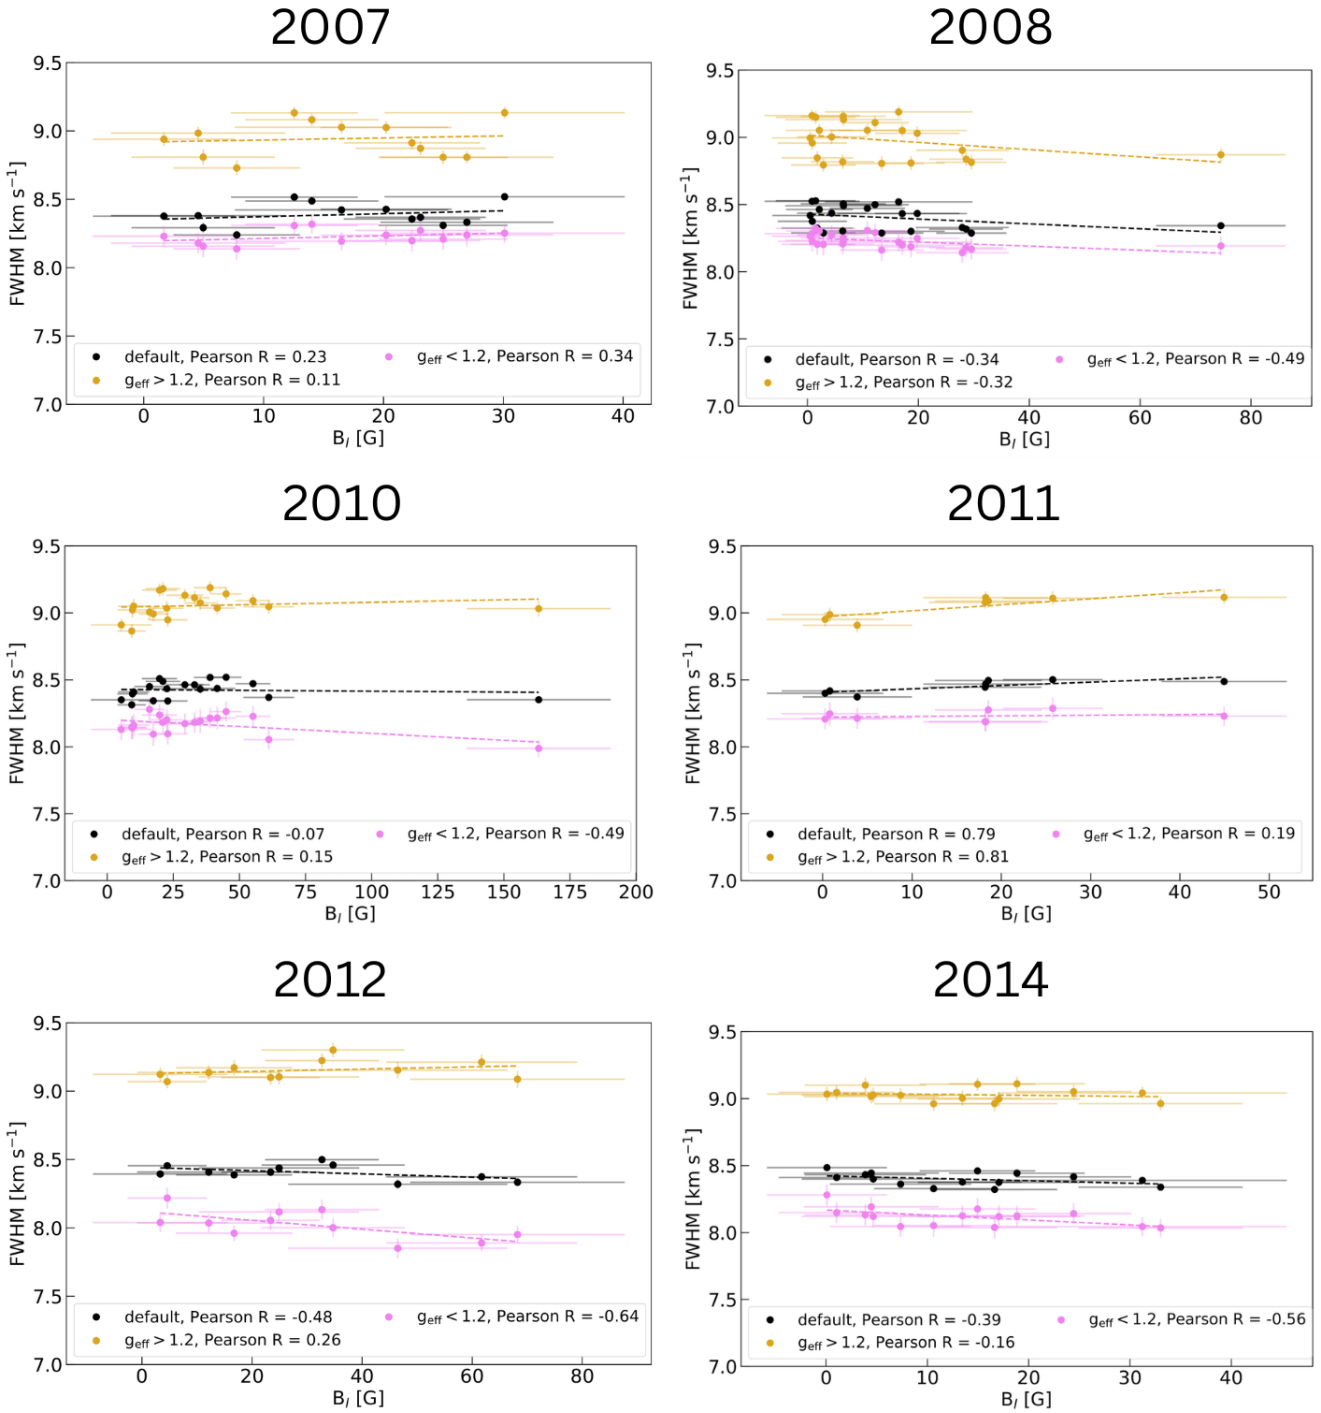 2007
9.5
9.0
8.5
8.0
7.5
7.0
FWHM [km s⁻¹]
default, Pearson R = 0.23
g_eff > 1.2, Pearson R = 0.11
g_eff < 1.2, Pearson R = 0.34
0 10 20 30 40
B_l [G]
2008
9.5
9.0
8.5
8.0
7.5
7.0
FWHM [km s⁻¹]
default, Pearson R = -0.34
g_eff > 1.2, Pearson R = -0.32
g_eff < 1.2, Pearson R = -0.49
0 20 40 60 80
B_l [G]
2010
9.5
9.0
8.5
8.0
7.5
7.0
FWHM [km s⁻¹]
default, Pearson R = -0.07
g_eff > 1.2, Pearson R = 0.15
g_eff < 1.2, Pearson R = -0.49
0 25 50 75 100 125 150 175 200
B_l [G]
2011
9.5
9.0
8.5
8.0
7.5
7.0
FWHM [km s⁻¹]
default, Pearson R = 0.79
g_eff > 1.2, Pearson R = 0.81
g_eff < 1.2, Pearson R = 0.19
0 10 20 30 40 50
B_l [G]
2012
9.5
9.0
8.5
8.0
7.5
7.0
FWHM [km s⁻¹]
default, Pearson R = -0.48
g_eff > 1.2, Pearson R = 0.26
g_eff < 1.2, Pearson R = -0.64
0 20 40 60 80
B_l [G]
2014
9.5
9.0
8.5
8.0
7.5
7.0
FWHM [km s⁻¹]
default, Pearson R = -0.39
g_eff > 1.2, Pearson R = -0.16
g_eff < 1.2, Pearson R = -0.56
0 10 20 30 40
B_l [G]